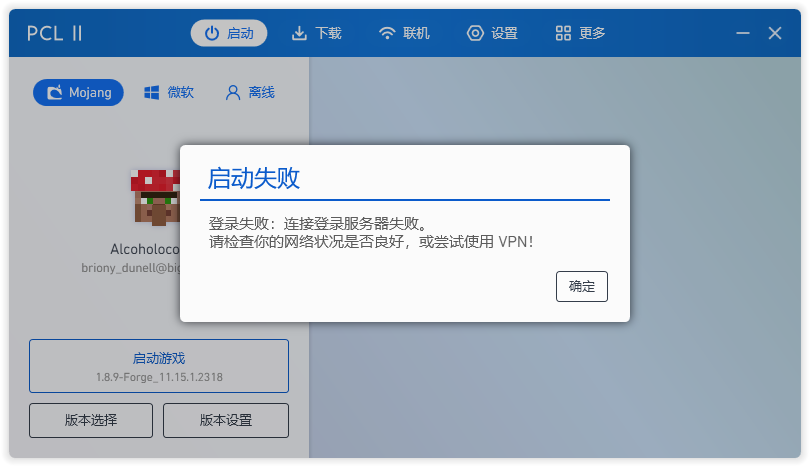 PCL II
启动
下载
联机
设置
更多
Mojang
微软
离线
启动失败
登录失败：连接登录服务器失败。
请检查你的网络状况是否良好，或尝试使用 VPN！
确定
Alcoholoco
briony_dunell@big
启动游戏
1.8.9-Forge_11.15.1.2318
版本选择
版本设置